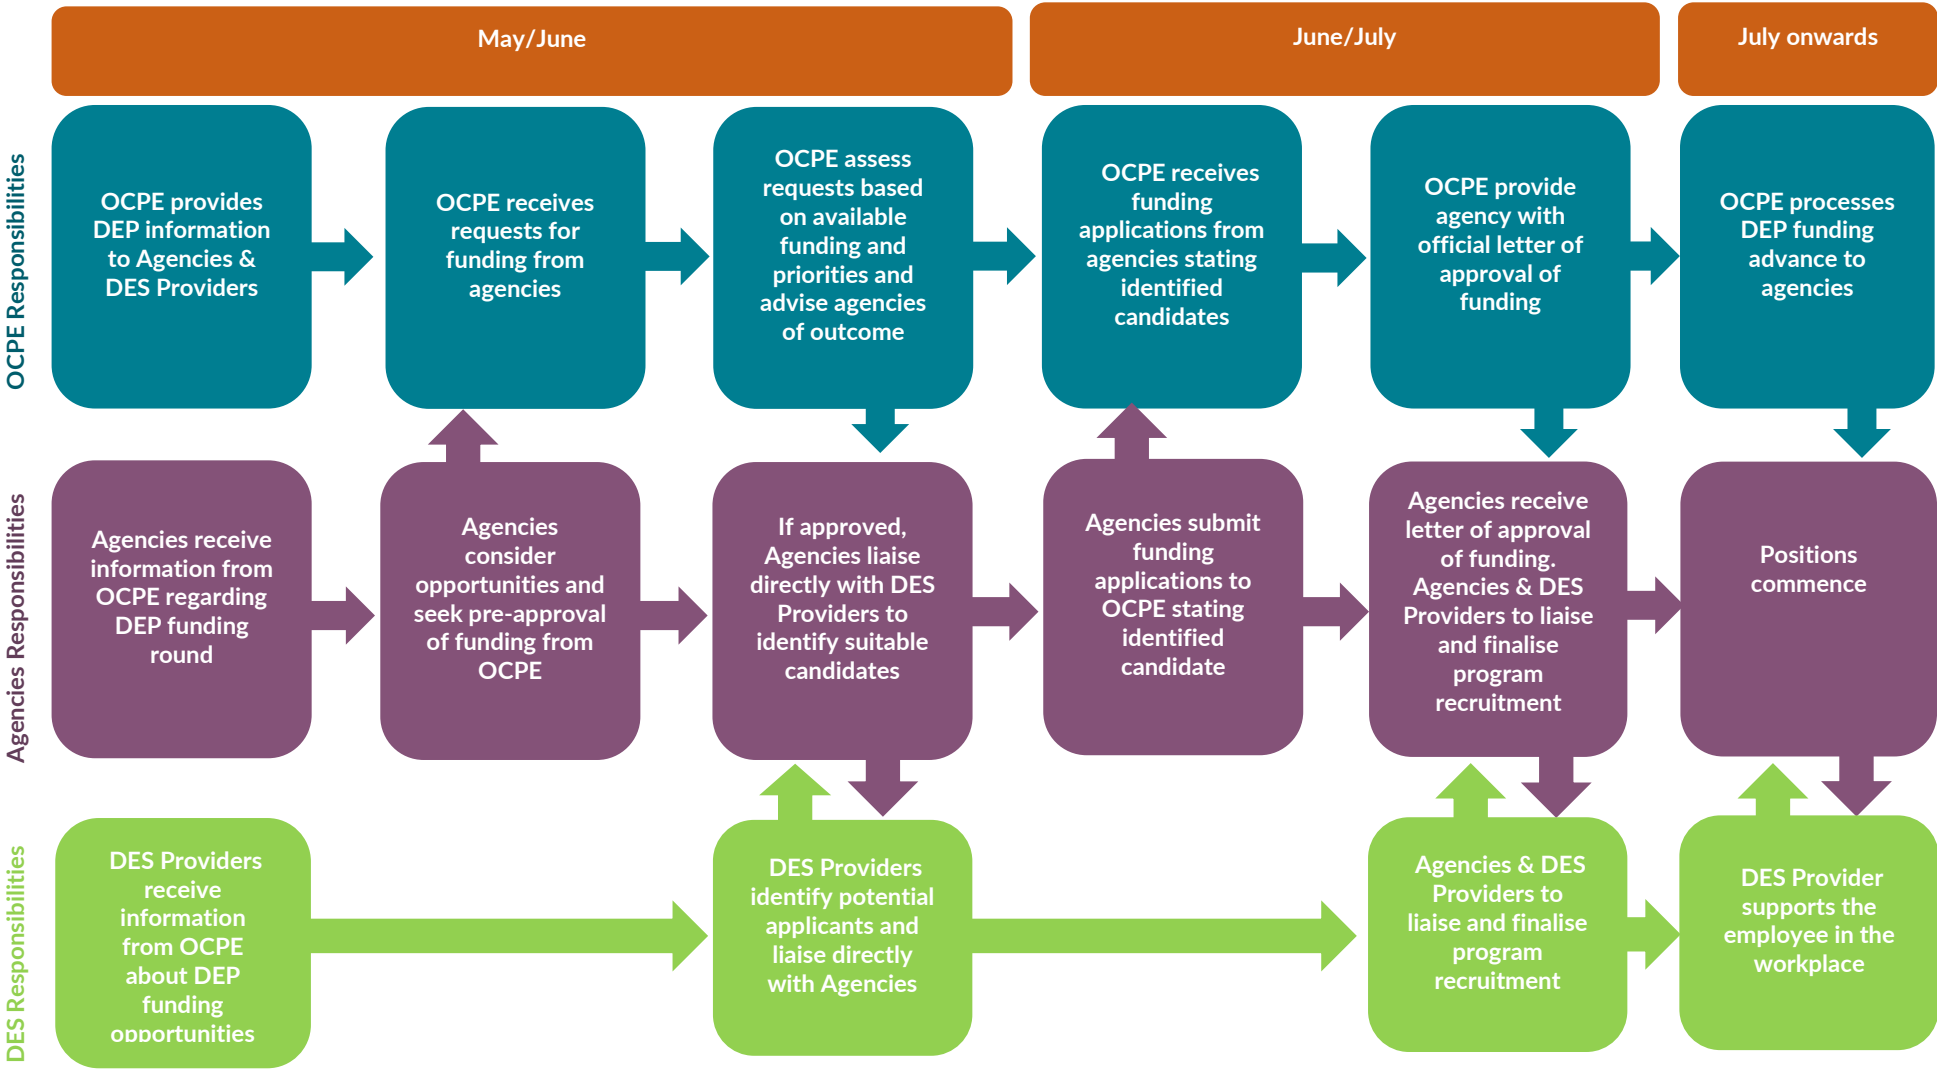 May/June
June/July
July onwards
OCPE Responsibilities
OCPE provides
DEP information
to Agencies &
DES Providers
OCPE receives
requests for
funding from
agencies
OCPE assess
requests based
on available
funding and
priorities and
advise agencies
of outcome
OCPE receives
funding
applications from
agencies stating
identified
candidates
OCPE provide
agency with
official letter of
approval of
funding
OCPE processes
DEP funding
advance to
agencies
Agencies Responsibilities
Agencies receive
information from
OCPE regarding
DEP funding
round
Agencies
consider
opportunities and
seek pre-approval
of funding from
OCPE
If approved,
Agencies liaise
directly with DES
Providers to
identify suitable
candidates
Agencies submit
funding
applications to
OCPE stating
identified
candidate
Agencies receive
letter of approval
of funding.
Agencies & DES
Providers to liaise
and finalise
program
recruitment
Positions
commence
DES Responsibilities
DES Providers
receive
information
from OCPE
about DEP
funding
opportunities
DES Providers
identify potential
applicants and
liaise directly
with Agencies
Agencies & DES
Providers to
liaise and finalise
program
recruitment
DES Provider
supports the
employee in the
workplace